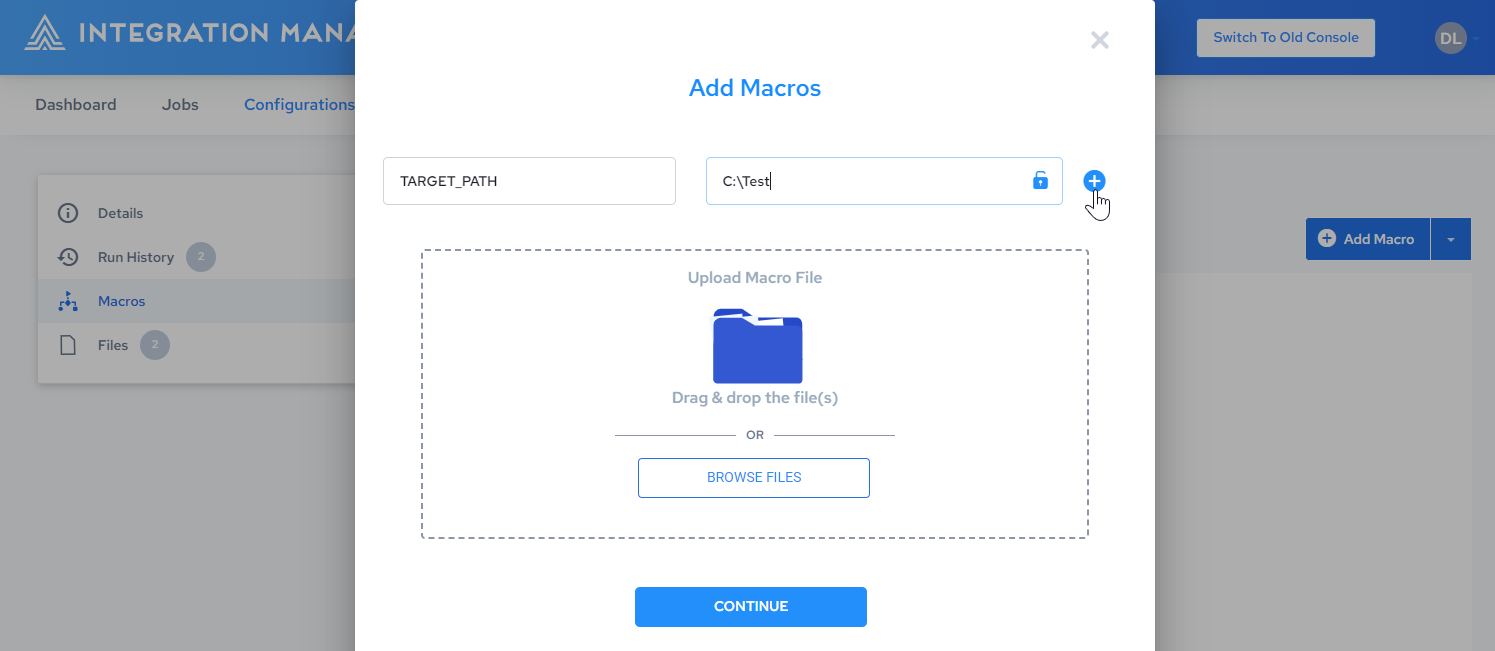 INTEGRATION MANA
Switch To Old Console
DL
Dashboard
Jobs
Configurations
Add Macros
TARGET_PATH
C:\Test
Details
Run History 2
Macros
Files 2
Add Macro
Upload Macro File
Drag & drop the file(s)
OR
BROWSE FILES
CONTINUE